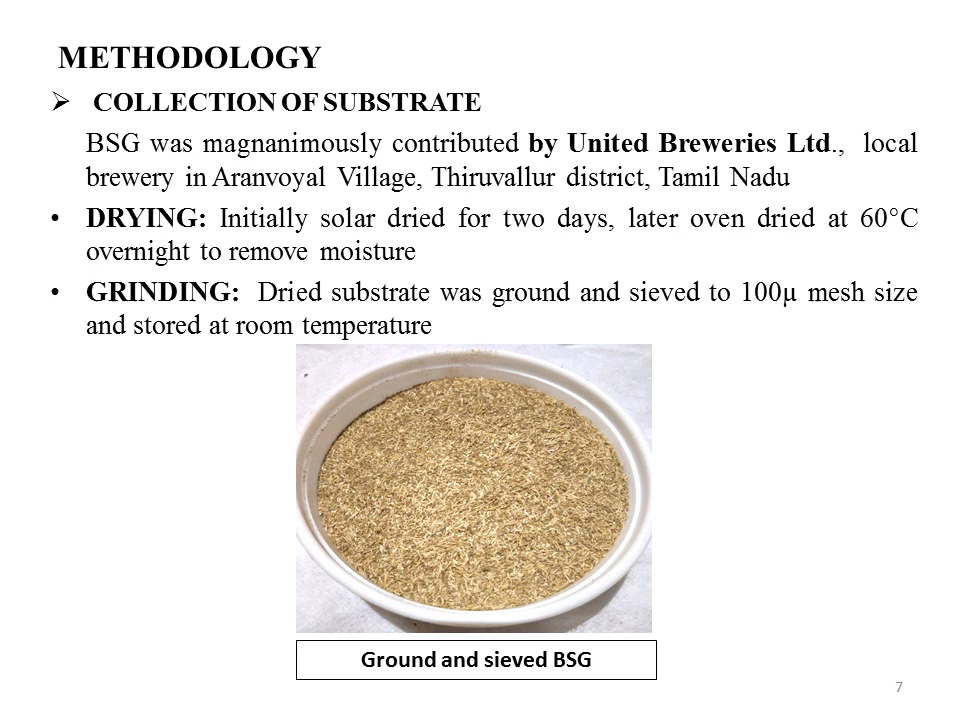 METHODOLOGY
➢ COLLECTION OF SUBSTRATE
BSG was magnanimously contributed by United Breweries Ltd., local
brewery in Aranvoyal Village, Thiruvallur district, Tamil Nadu
• DRYING: Initially solar dried for two days, later oven dried at 60°C
overnight to remove moisture
• GRINDING: Dried substrate was ground and sieved to 100µ mesh size
and stored at room temperature
Ground and sieved BSG
7